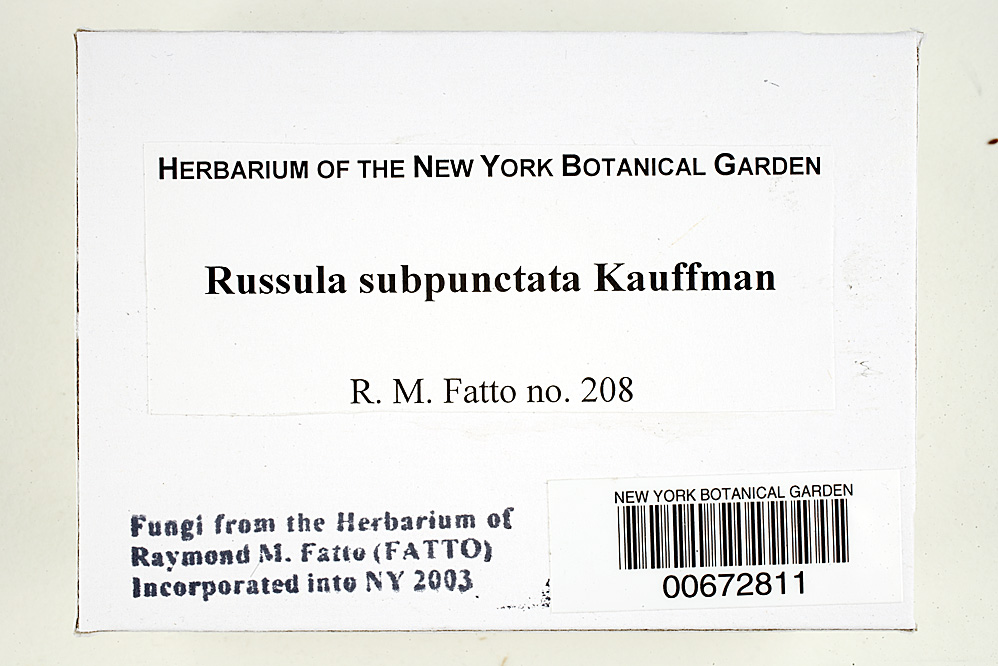 HERBARIUM OF THE NEW YORK BOTANICAL GARDEN
Russula subpunctata Kauffman
R. M. Fatto no. 208
Fungi from the Herbarium of
Raymond M. Fatto (FATTO)
Incorporated into NY 2003
NEW YORK BOTANICAL GARDEN
00672811